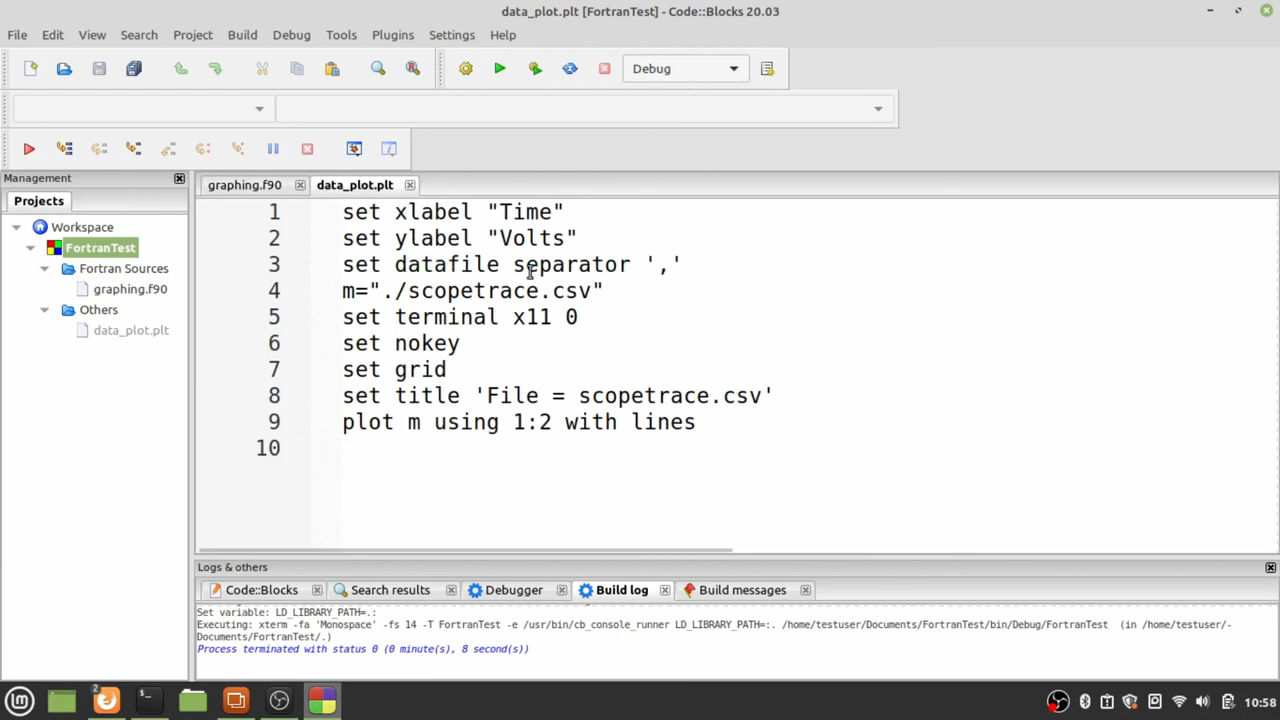 data_plot.plt [FortranTest] - Code::Blocks 20.03
File Edit View Search Project Build Debug Tools Plugins Settings Help
Debug
Management
Projects
Workspace
FortranTest
Fortran Sources
graphing.f90
Others
data_plot.plt
graphing.f90 data_plot.plt
1 set xlabel "Time"
2 set ylabel "Volts"
3 set datafile separator ','
4 m="./scopetrace.csv"
5 set terminal x11 0
6 set nokey
7 set grid
8 set title 'File = scopetrace.csv'
9 plot m using 1:2 with lines
10
Logs & others
Code::Blocks Search results Debugger Build log Build messages
Set variable: LD_LIBRARY_PATH=.:
Executing: xterm -fa 'Monospace' -fs 14 -T FortranTest -e /usr/bin/cb_console_runner LD_LIBRARY_PATH=:. /home/testuser/Documents/FortranTest/bin/Debug/FortranTest (in /home/testuser/-
Documents/FortranTest/.)
Process terminated with status 0 (0 minute(s), 8 second(s))
2
10:58